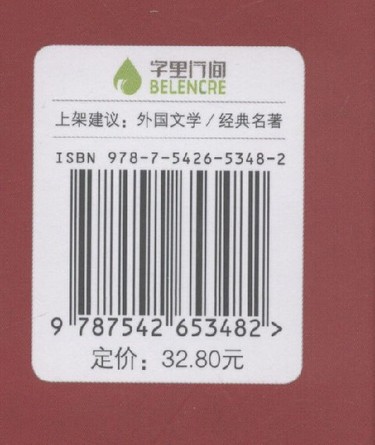 字里行间
BELENCRE
上架建议：外国文学/经典名著
ISBN 978-7-5426-5348-2
9 787542 653482 >
定价：32.80元